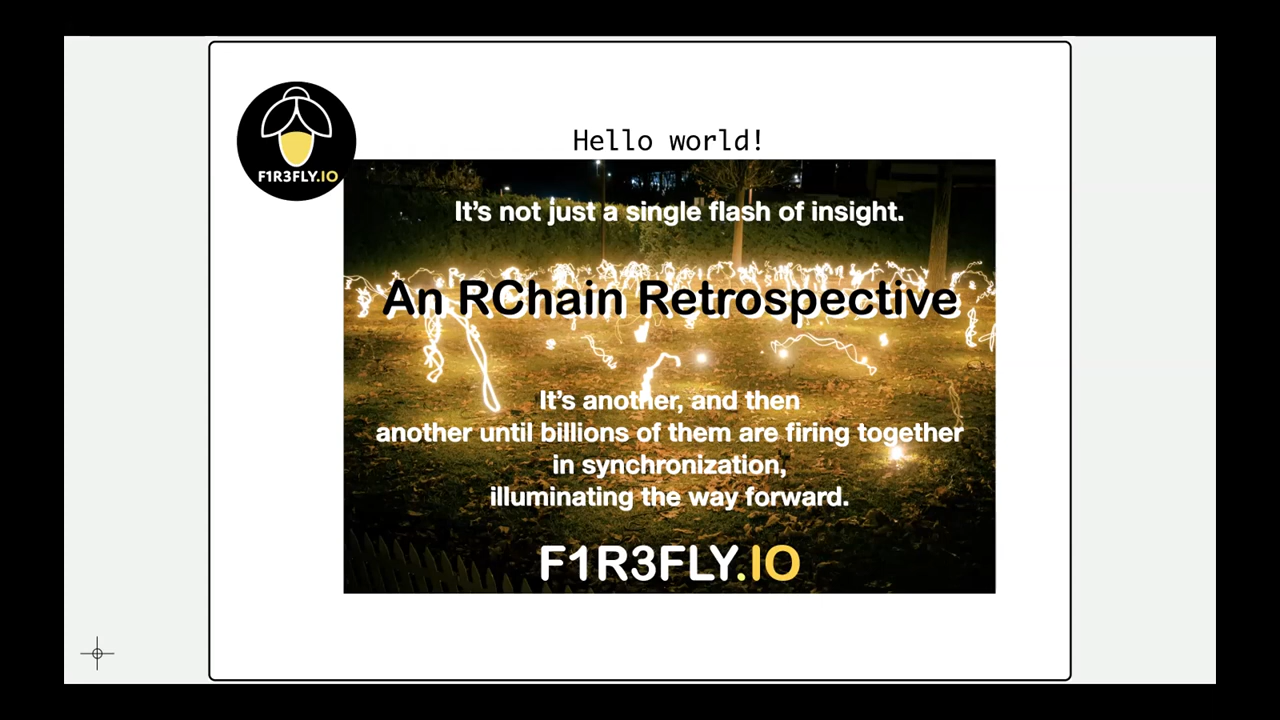 Hello world!
F1R3FLY.IO
It's not just a single flash of insight.
An RChain Retrospective
It's another, and then
another until billions of them are firing together
in synchronization,
illuminating the way forward.
F1R3FLY.IO